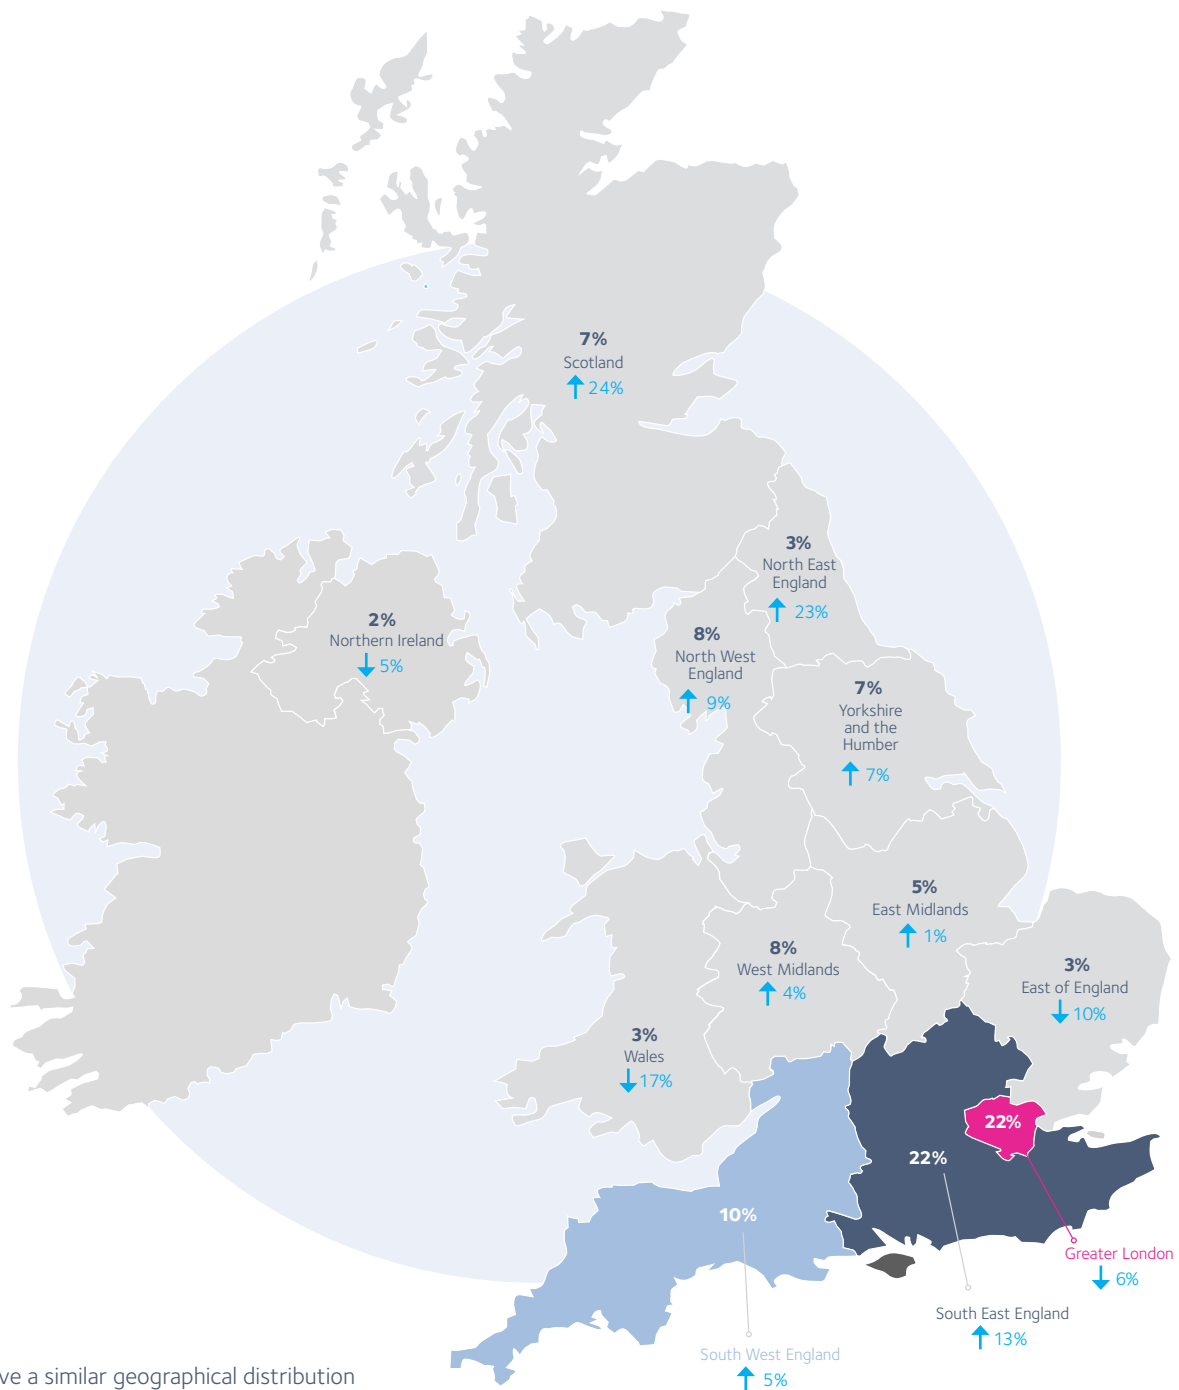 7%
Scotland
24%
3%
North East
England
23%
2%
Northern Ireland
5%
8%
North West
England
9%
7%
Yorkshire
and the
Humber
7%
5%
East Midlands
1%
8%
West Midlands
4%
3%
East of England
10%
3%
Wales
17%
22%
22%
10%
Greater London
6%
South East England
13%
South West England
5%
ve a similar geographical distribution